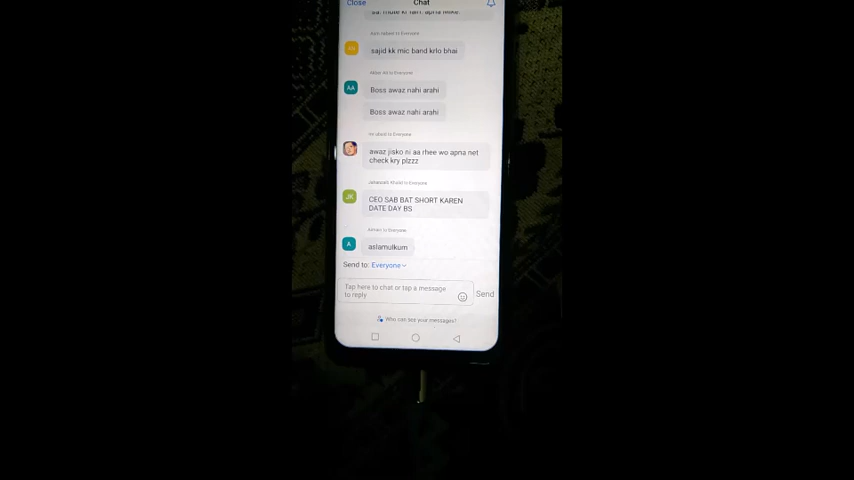 Close
Chat
sajid kk mic band krlo bhai
AA
Boss awaz nahi arahi
Boss awaz nahi arahi
awaz jisko ni aa rhee wo apna net
check kry plzzz
JK
CEO SAB BAT SHORT KAREN
DATE DAY BS
A
aslamulkum
Send to: Everyone
Tap here to chat or tap a message
to reply
Send
Who can see your messages?